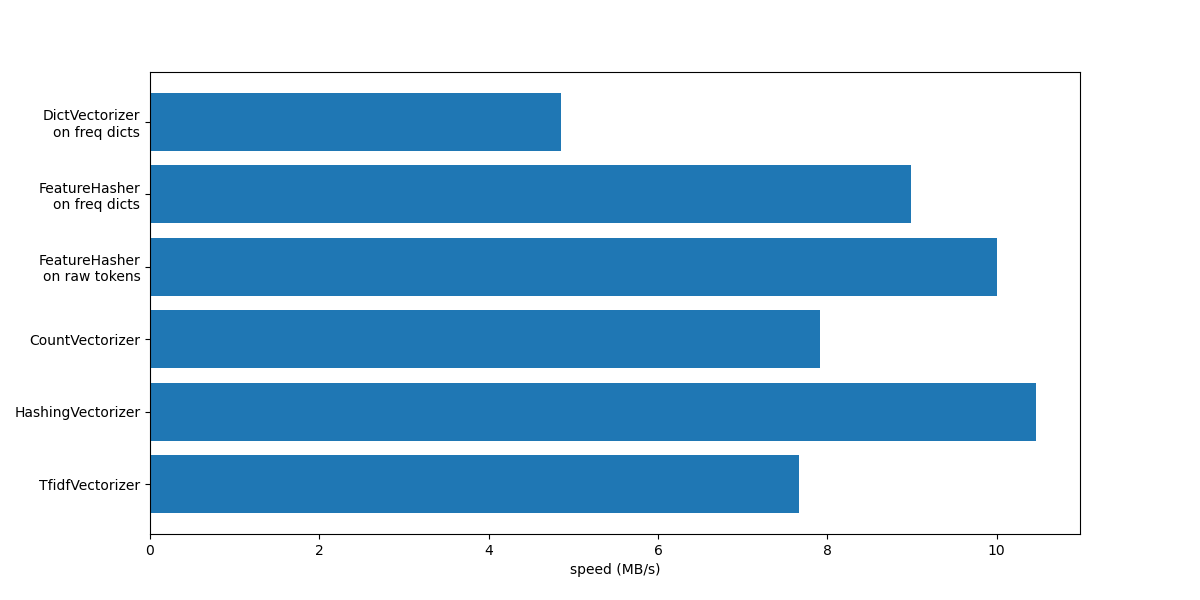 DictVectorizer
on freq dicts
FeatureHasher
on freq dicts
FeatureHasher
on raw tokens
CountVectorizer
HashingVectorizer
TfidfVectorizer
0 2 4 6 8 10
speed (MB/s)